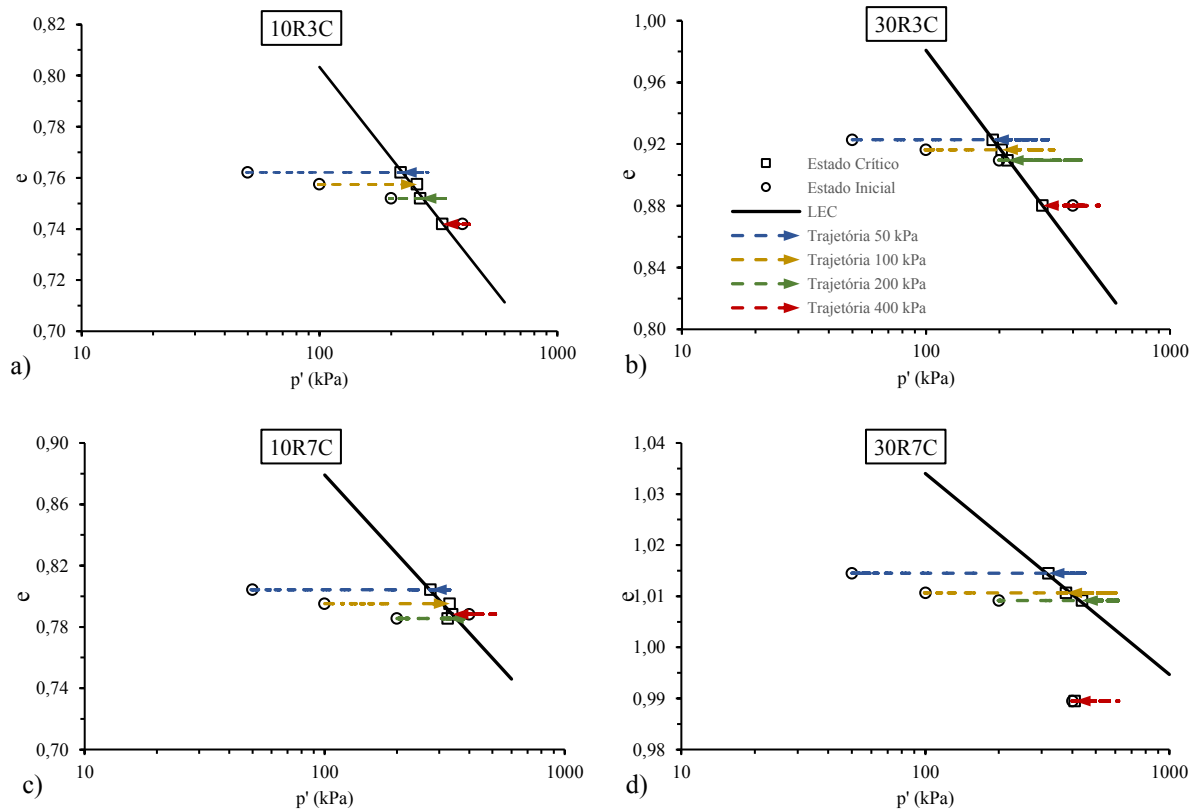 10R3C
0,82
0,80
0,78
0,76
0,74
0,72
0,70
e
10
100
1000
p' (kPa)
a)
30R3C
1,00
0,96
0,92
0,88
0,84
0,80
e
Estado Crítico
Estado Inicial
LEC
Trajetória 50 kPa
Trajetória 100 kPa
Trajetória 200 kPa
Trajetória 400 kPa
10
100
1000
p' (kPa)
b)
10R7C
0,90
0,86
0,82
0,78
0,74
0,70
e
10
100
1000
p' (kPa)
c)
30R7C
1,04
1,03
1,02
1,01
1,00
0,99
0,98
e
10
100
1000
p' (kPa)
d)